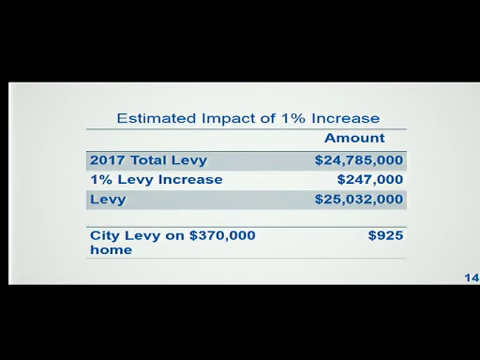 Estimated Impact of 1% Increase
Amount
2017 Total Levy $24,785,000
1% Levy Increase $247,000
Levy $25,032,000
City Levy on $370,000 $925
home
14